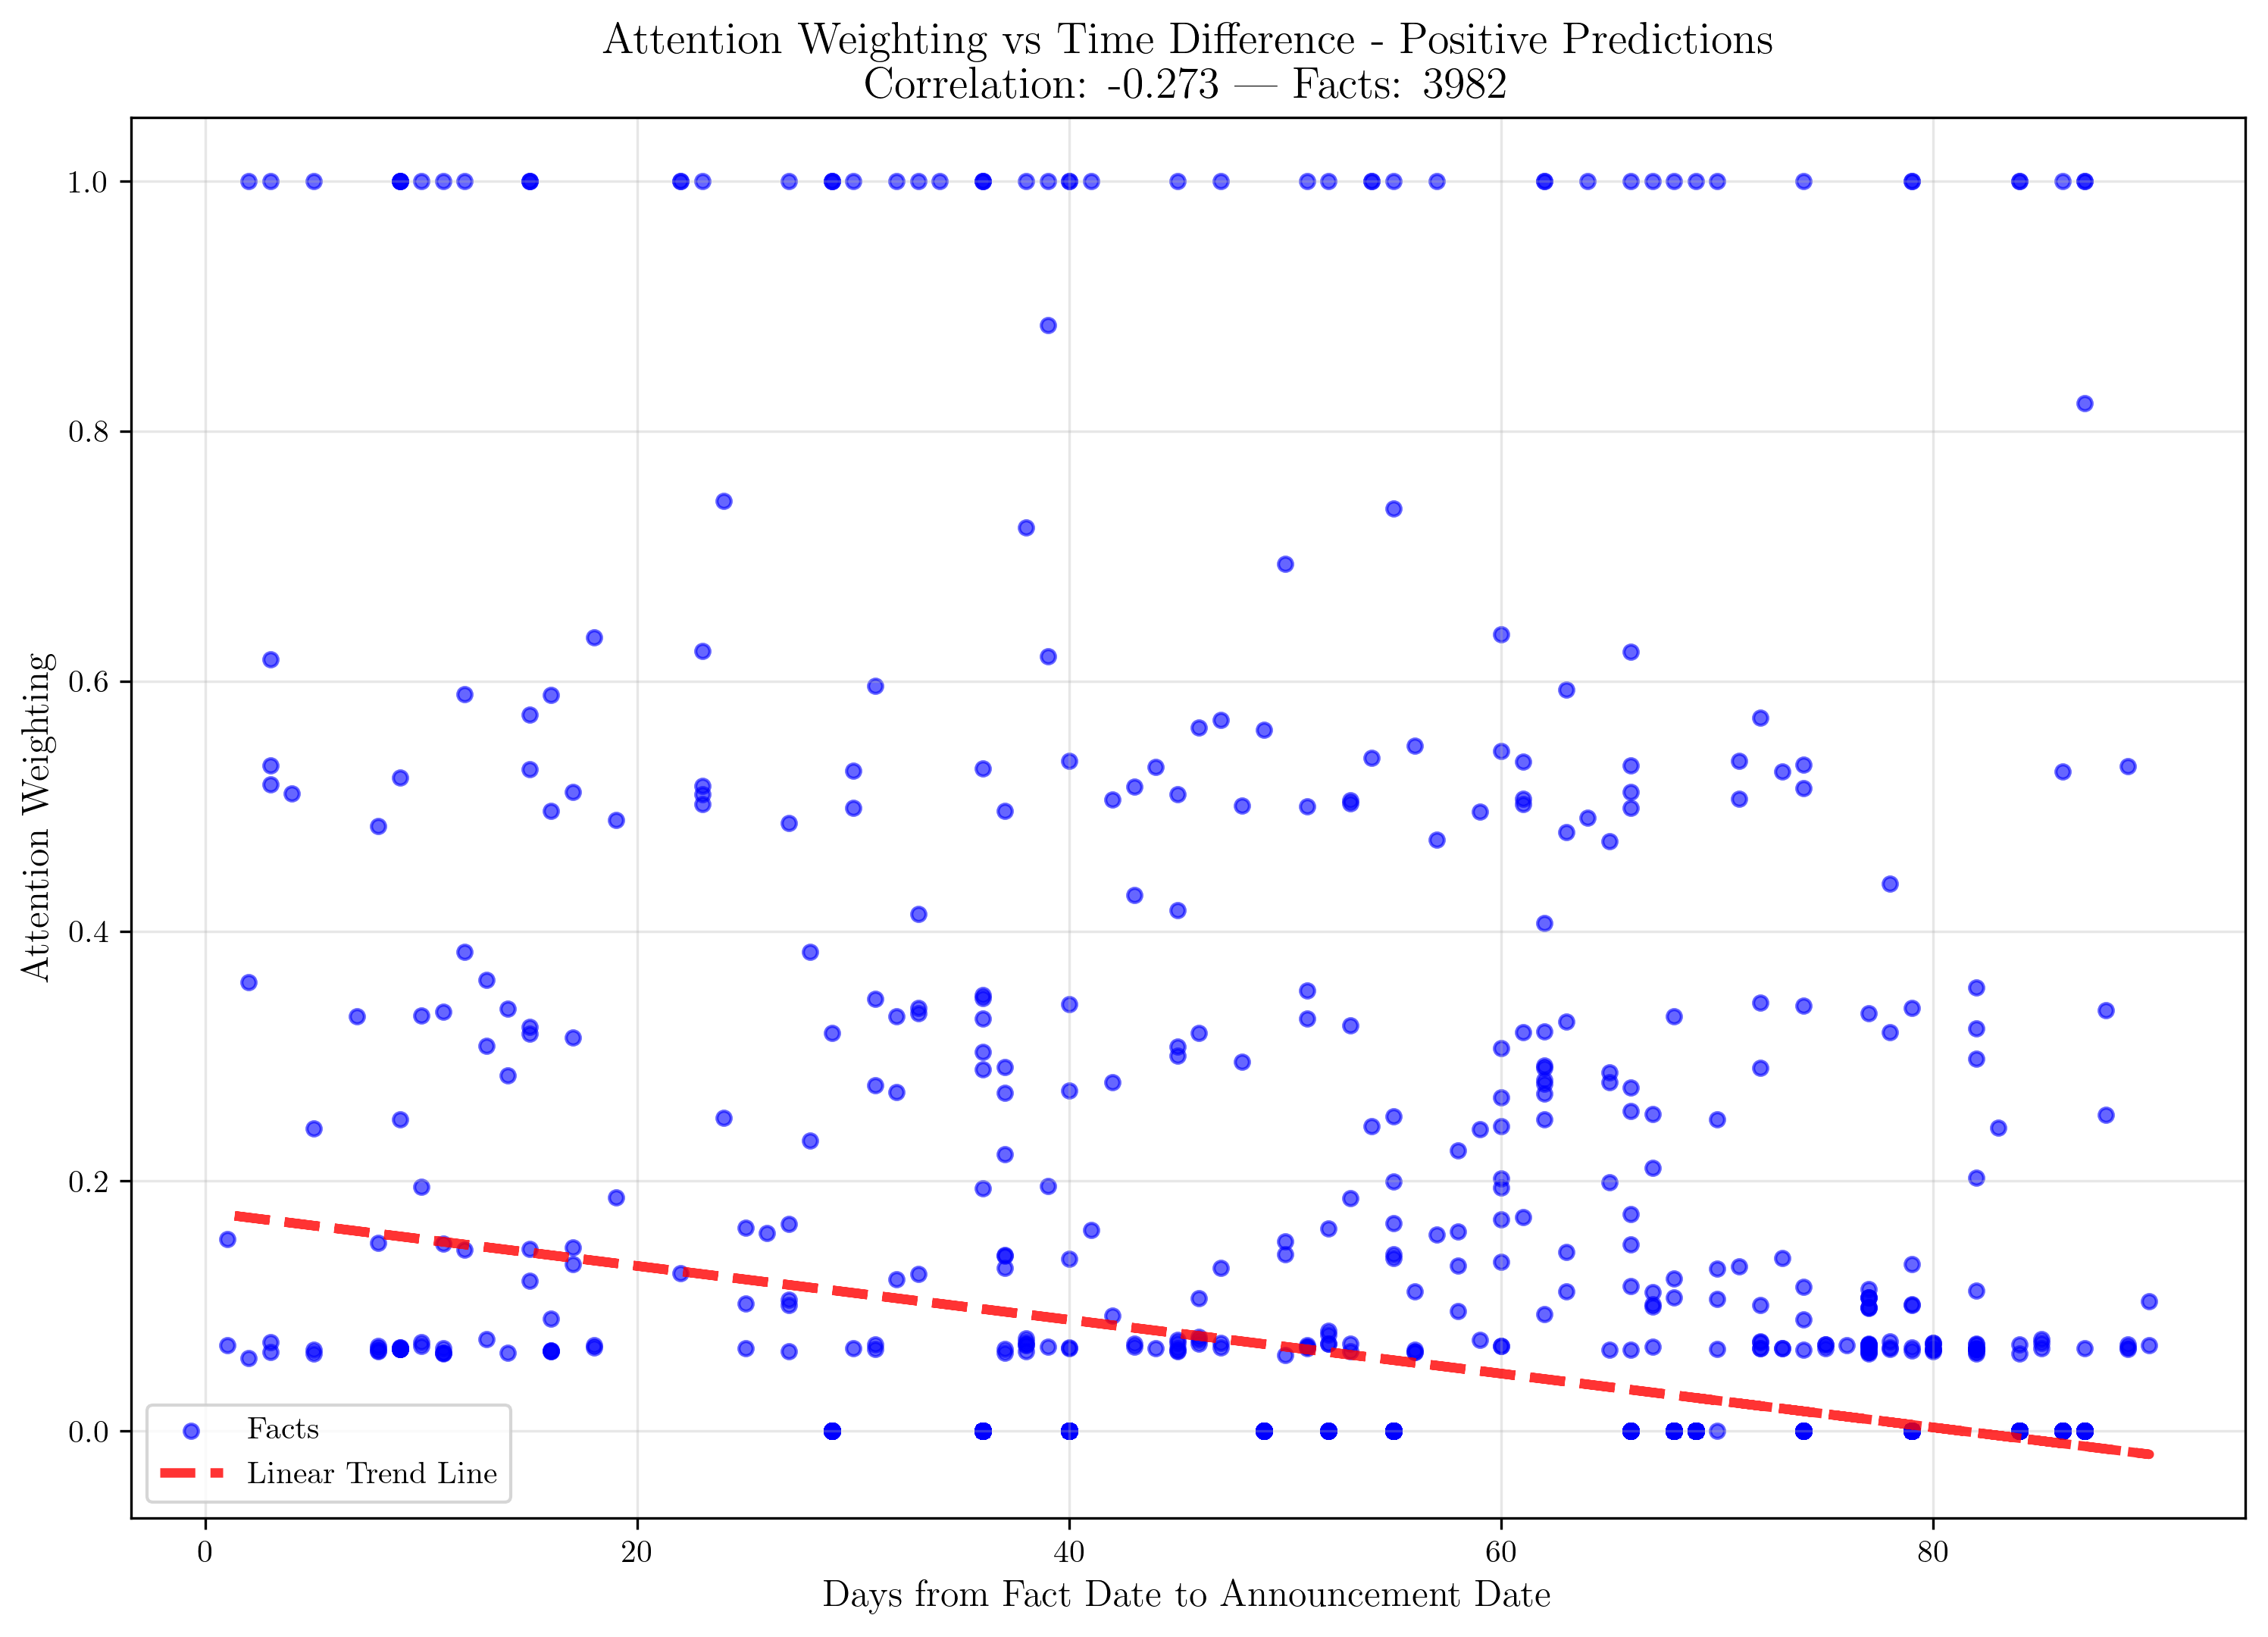 Attention Weighting vs Time Difference - Positive Predictions
Correlation: -0.273 — Facts: 3982
Attention Weighting
1.0
0.8
0.6
0.4
0.2
0.0
Facts
Linear Trend Line
0 20 40 60 80
Days from Fact Date to Announcement Date